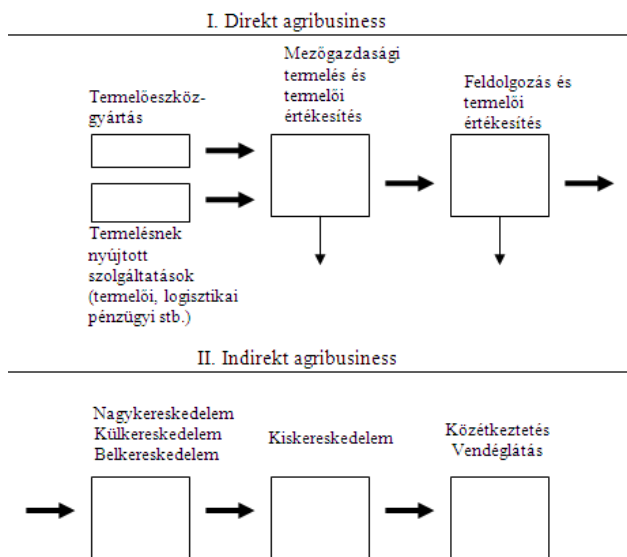 I. Direkt agribusiness
Termelőeszköz-
gyártás
Mezőgazdasági
termelés és
termelői
értékesítés
Feldolgozás és
termelői
értékesítés
Termelésnek
nyújtott
szolgáltatások
(termelői, logisztikai
pénzügyi stb.)
II. Indirekt agribusiness
Nagykereskedelem
Külkereskedelem
Belkereskedelem
Kiskereskedelem
Közétkeztetés
Vendéglátás